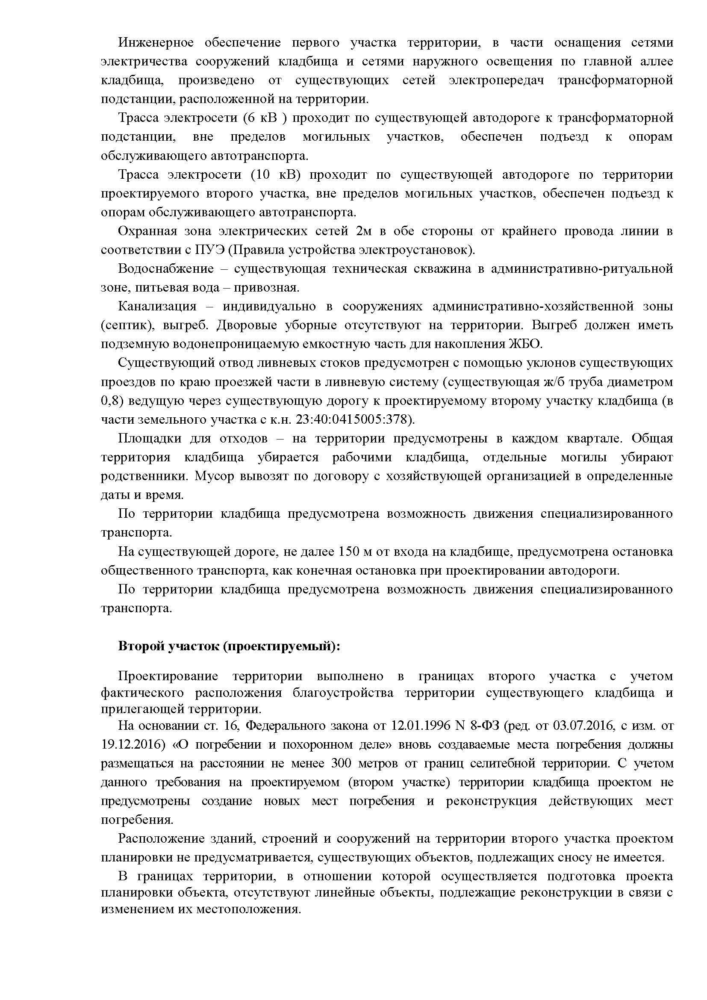 Инженерное обеспечение первого участка территории, в части оснащения сетями
электричества сооружений кладбища и сетями наружного освещения по главной аллее
кладбища, произведено от существующих сетей электропередач трансформаторной
подстанции, расположенной на территории.
Трасса электросети (6 кВ ) проходит по существующей автодороге к трансформаторной
подстанции, вне пределов могильных участков, обеспечен подъезд к опорам
обслуживающего автотранспорта.
Трасса электросети (10 кВ) проходит по существующей автодороге по территории
проектируемого второго участка, вне пределов могильных участков, обеспечен подъезд к
опорам обслуживающего автотранспорта.
Охранная зона электрических сетей 2м в обе стороны от крайнего провода линии в
соответствии с ПУЭ (Правила устройства электроустановок).
Водоснабжение – существующая техническая скважина в административно-ритуальной
зоне, питьевая вода – привозная.
Канализация – индивидуально в сооружениях административно-хозяйственной зоны
(септик), выгреб. Дворовые уборные отсутствуют на территории. Выгреб должен иметь
подземную водонепроницаемую емкостную часть для накопления ЖБО.
Существующий отвод ливневых стоков предусмотрен с помощью уклонов существующих
проездов по краю проезжей части в ливневую систему (существующая ж/б труба диаметром
0,8) ведущую через существующую дорогу к проектируемому второму участку кладбища (в
части земельного участка с к.н. 23:40:0415005:378).
Площадки для отходов – на территории предусмотрены в каждом квартале. Общая
территория кладбища убирается рабочими кладбища, отдельные могилы убирают
родственники. Мусор вывозят по договору с хозяйствующей организацией в определенные
даты и время.
По территории кладбища предусмотрена возможность движения специализированного
транспорта.
На существующей дороге, не далее 150 м от входа на кладбище, предусмотрена остановка
общественного транспорта, как конечная остановка при проектировании автодороги.
По территории кладбища предусмотрена возможность движения специализированного
транспорта.
Второй участок (проектируемый):
Проектирование территории выполнено в границах второго участка с учетом
фактического расположения благоустройства территории существующего кладбища и
прилегающей территории.
На основании ст. 16, Федерального закона от 12.01.1996 N 8-ФЗ (ред. от 03.07.2016, с изм. от
19.12.2016) «О погребении и похоронном деле» вновь создаваемые места погребения должны
размещаться на расстоянии не менее 300 метров от границ селитебной территории. С учетом
данного требования на проектируемом (втором участке) территории кладбища проектом не
предусмотрены создание новых мест погребения и реконструкция действующих мест
погребения.
Расположение зданий, строений и сооружений на территории второго участка проектом
планировки не предусматривается, существующих объектов, подлежащих сносу не имеется.
В границах территории, в отношении которой осуществляется подготовка проекта
планировки объекта, отсутствуют линейные объекты, подлежащие реконструкции в связи с
изменением их местоположения.